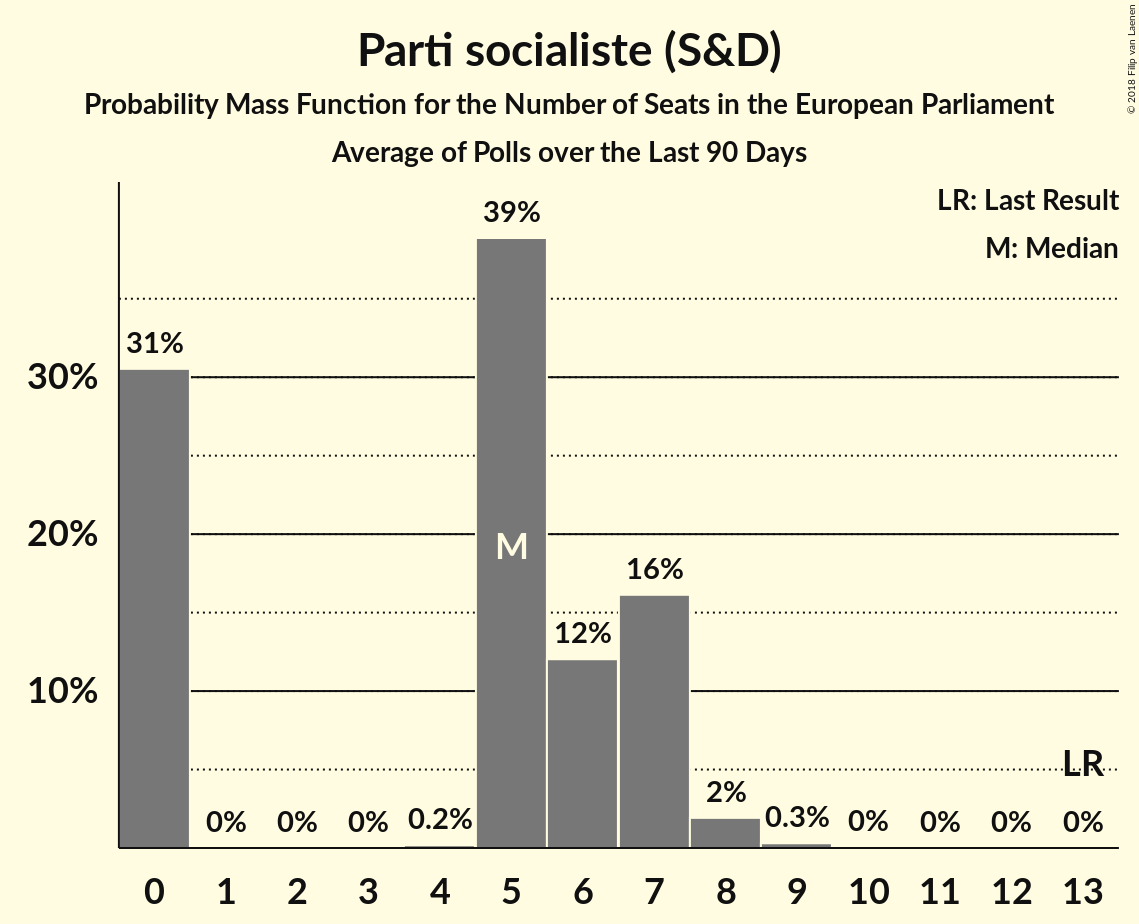 Parti socialiste (S&D)
Probability Mass Function for the Number of Seats in the European Parliament
Average of Polls over the Last 90 Days
© 2018 Filip van Laenen
LR: Last Result
M: Median
39%
31%
30%
20%
M
16%
12%
10%
LR
2%
0% 0% 0% 0.2% 0.3% 0% 0% 0% 0%
0 1 2 3 4 5 6 7 8 9 10 11 12 13